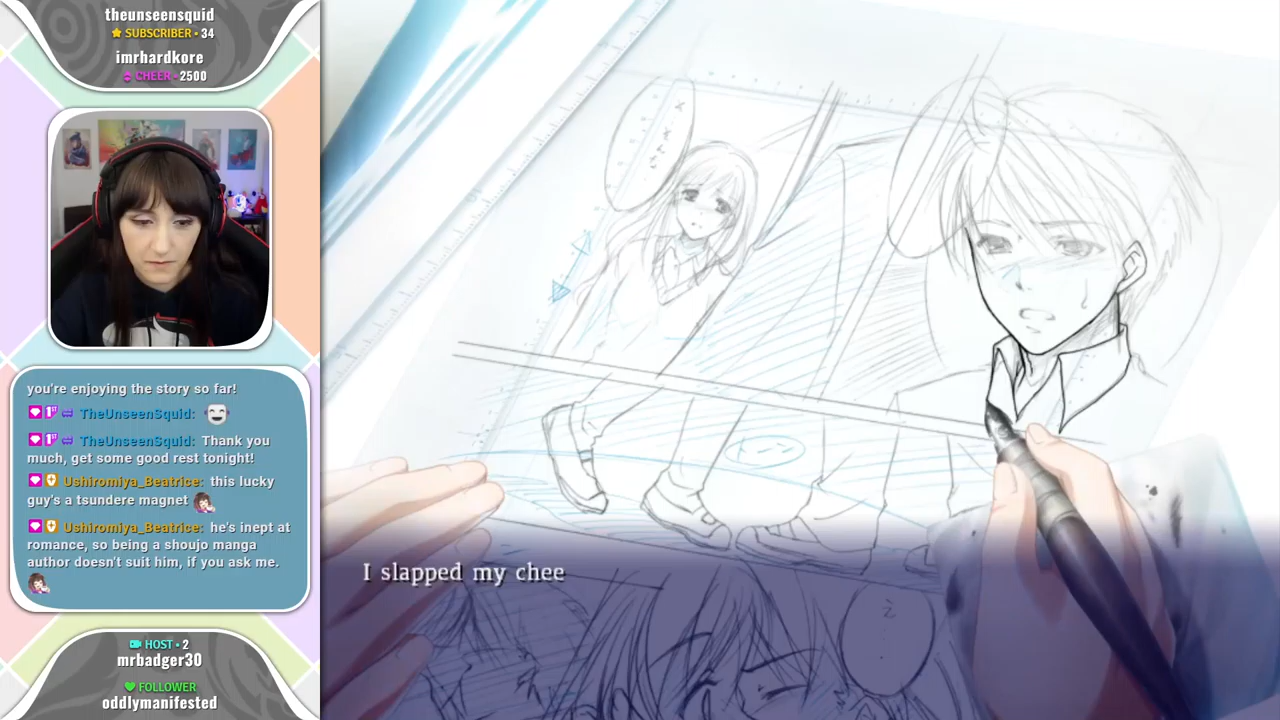 theunseensquid
SUBSCRIBER • 34
imrhardkore
CHEER • 2500
you're enjoying the story so far!
TheUnseenSquid:
TheUnseenSquid: Thank you
much, get some good rest tonight!
Ushiromiya_Beatrice: this lucky
guy's a tsundere magnet
Ushiromiya_Beatrice: he's inept at
romance, so being a shoujo manga
author doesn't suit him, if you ask me.
HOST • 2
mrbadger30
FOLLOWER
oddlymanifested
I slapped my chee